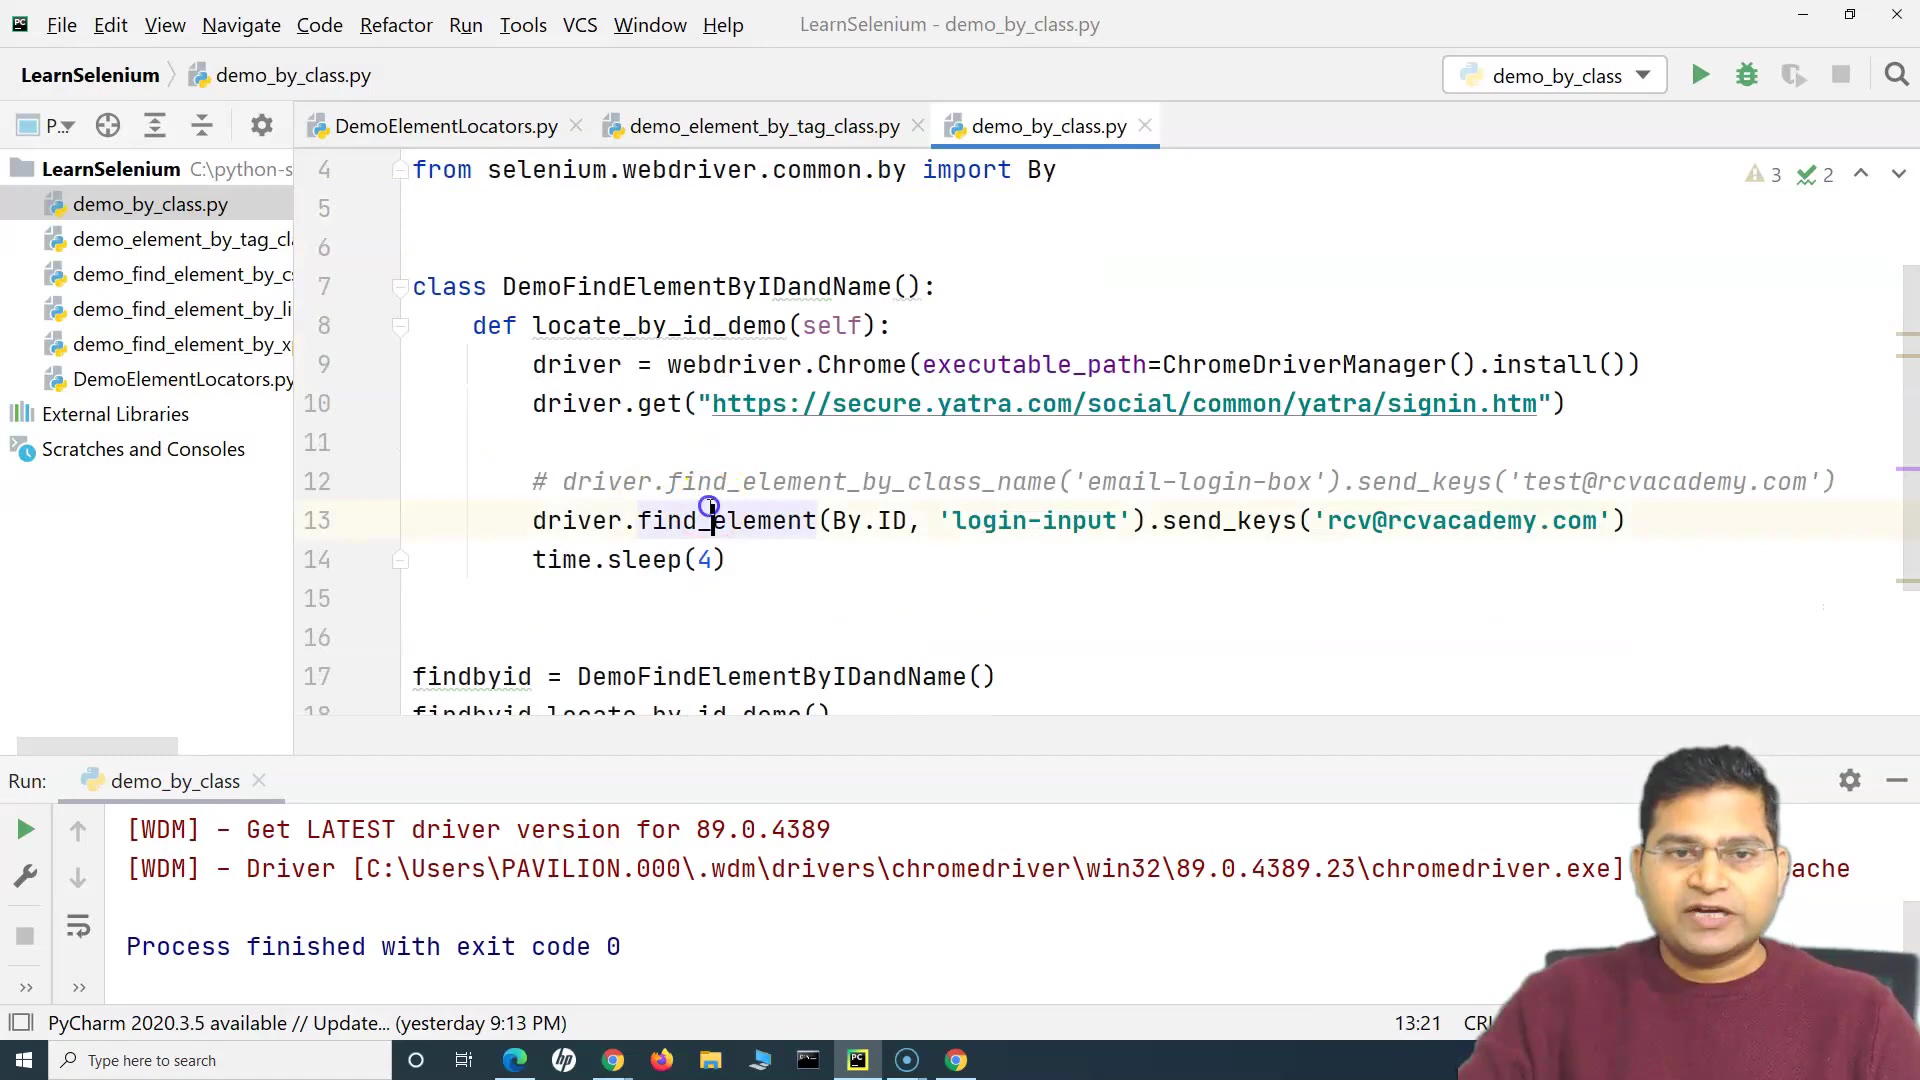 File Edit View Navigate Code Refactor Run Tools VCS Window Help LearnSelenium - demo_by_class.py
LearnSelenium demo_by_class.py demo_by_class
P... DemoElementLocators.py demo_element_by_tag_class.py demo_by_class.py
LearnSelenium C:\python-s
demo_by_class.py
demo_element_by_tag_cla
demo_find_element_by_c
demo_find_element_by_li
demo_find_element_by_x
DemoElementLocators.py
External Libraries
Scratches and Consoles
3 2
4 from selenium.webdriver.common.by import By
5
6
7 class DemoFindElementByIDandName():
8 def locate_by_id_demo(self):
9 driver = webdriver.Chrome(executable_path=ChromeDriverManager().install())
10 driver.get("https://secure.yatra.com/social/common/yatra/signin.htm")
11
12 # driver.find_element_by_class_name('email-login-box').send_keys('test@rcvacademy.com')
13 driver.find_element(By.ID, 'login-input').send_keys('rcv@rcvacademy.com')
14 time.sleep(4)
15
16
17 findbyid = DemoFindElementByIDandName()
18 findbyid.locate_by_id_demo()
Run: demo_by_class
[WDM] - Get LATEST driver version for 89.0.4389
[WDM] - Driver [C:\Users\PAVILION.000\.wdm\drivers\chromedriver\win32\89.0.4389.23\chromedriver.exe] ache
Process finished with exit code 0
PyCharm 2020.3.5 available // Update... (yesterday 9:13 PM) 13:21
Type here to search